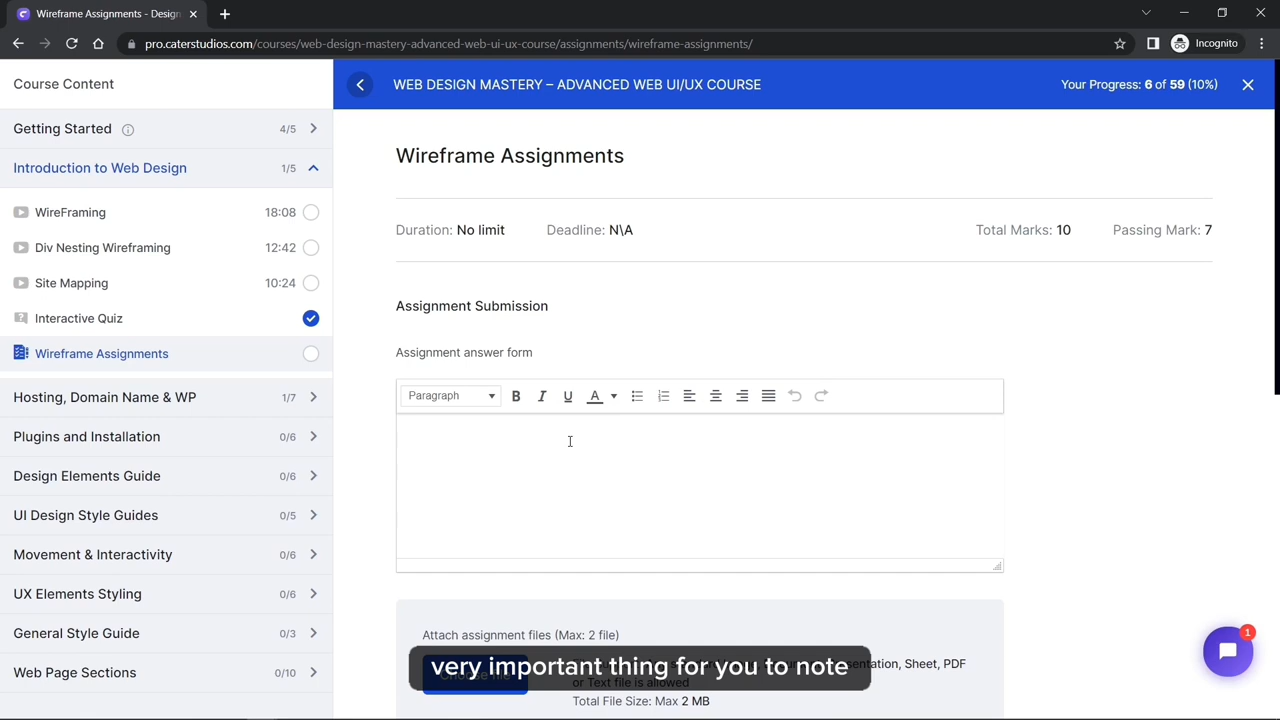 Wireframe Assignments - Design
Incognito
pro.caterstudios.com/courses/web-design-mastery-advanced-web-ui-ux-course/assignments/wireframe-assignments/
Course Content
Getting Started 4/5
Introduction to Web Design 1/5
WireFraming 18:08
Div Nesting Wireframing 12:42
Site Mapping 10:24
Interactive Quiz
Wireframe Assignments
Hosting, Domain Name & WP 1/7
Plugins and Installation 0/6
Design Elements Guide 0/6
UI Design Style Guides 0/5
Movement & Interactivity 0/6
UX Elements Styling 0/6
General Style Guide 0/3
Web Page Sections 0/10
WEB DESIGN MASTERY – ADVANCED WEB UI/UX COURSE
Your Progress: 6 of 59 (10%)
Wireframe Assignments
Duration: No limit Deadline: N\A Total Marks: 10 Passing Mark: 7
Assignment Submission
Assignment answer form
Paragraph B I U A
Attach assignment files (Max: 2 file)
Sheet, PDF
or Text file is allowed
Total File Size: Max 2 MB
very important thing for you to note
1